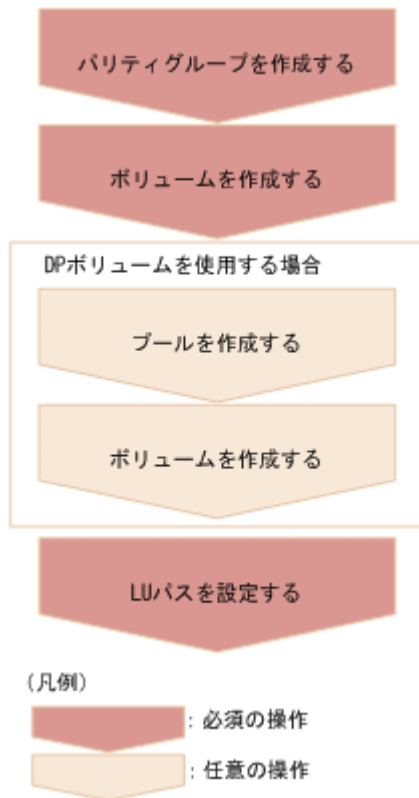 パリティグループを作成する
ボリュームを作成する
DPボリュームを使用する場合
プールを作成する
ボリュームを作成する
LUパスを設定する
(凡例)
: 必須の操作
: 任意の操作